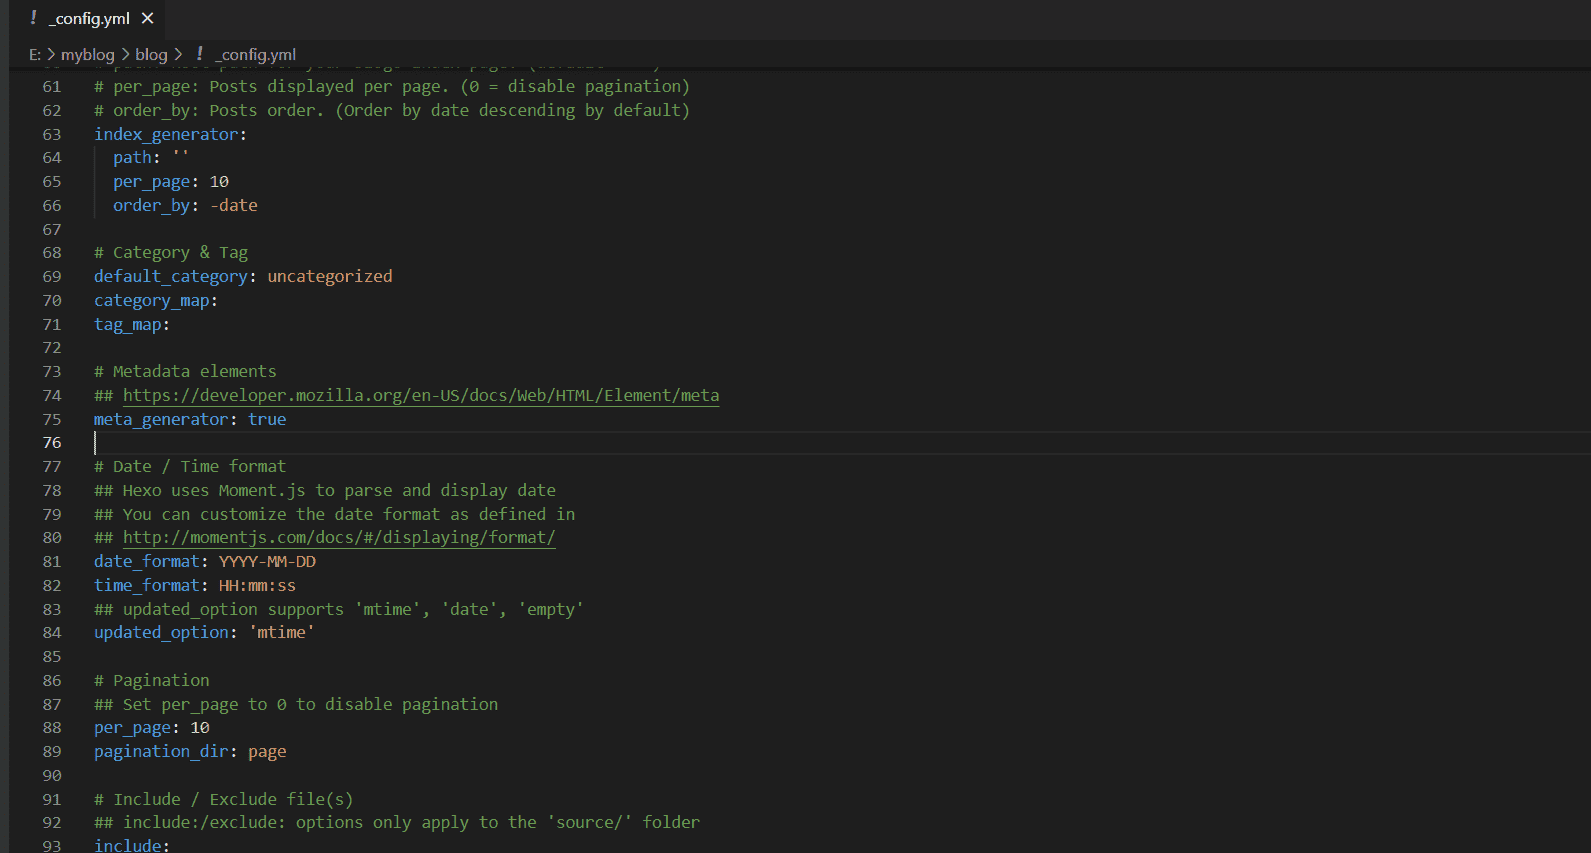 ! _config.yml ×
E: > myblog > blog > ! _config.yml
61 # per_page: Posts displayed per page. (0 = disable pagination)
62 # order_by: Posts order. (Order by date descending by default)
63 index_generator:
64   path: ''
65   per_page: 10
66   order_by: -date
67
68 # Category & Tag
69 default_category: uncategorized
70 category_map:
71 tag_map:
72
73 # Metadata elements
74 ## https://developer.mozilla.org/en-US/docs/Web/HTML/Element/meta
75 meta_generator: true
76
77 # Date / Time format
78 ## Hexo uses Moment.js to parse and display date
79 ## You can customize the date format as defined in
80 ## http://momentjs.com/docs/#/displaying/format/
81 date_format: YYYY-MM-DD
82 time_format: HH:mm:ss
83 ## updated_option supports 'mtime', 'date', 'empty'
84 updated_option: 'mtime'
85
86 # Pagination
87 ## Set per_page to 0 to disable pagination
88 per_page: 10
89 pagination_dir: page
90
91 # Include / Exclude file(s)
92 ## include:/exclude: options only apply to the 'source/' folder
93 include: